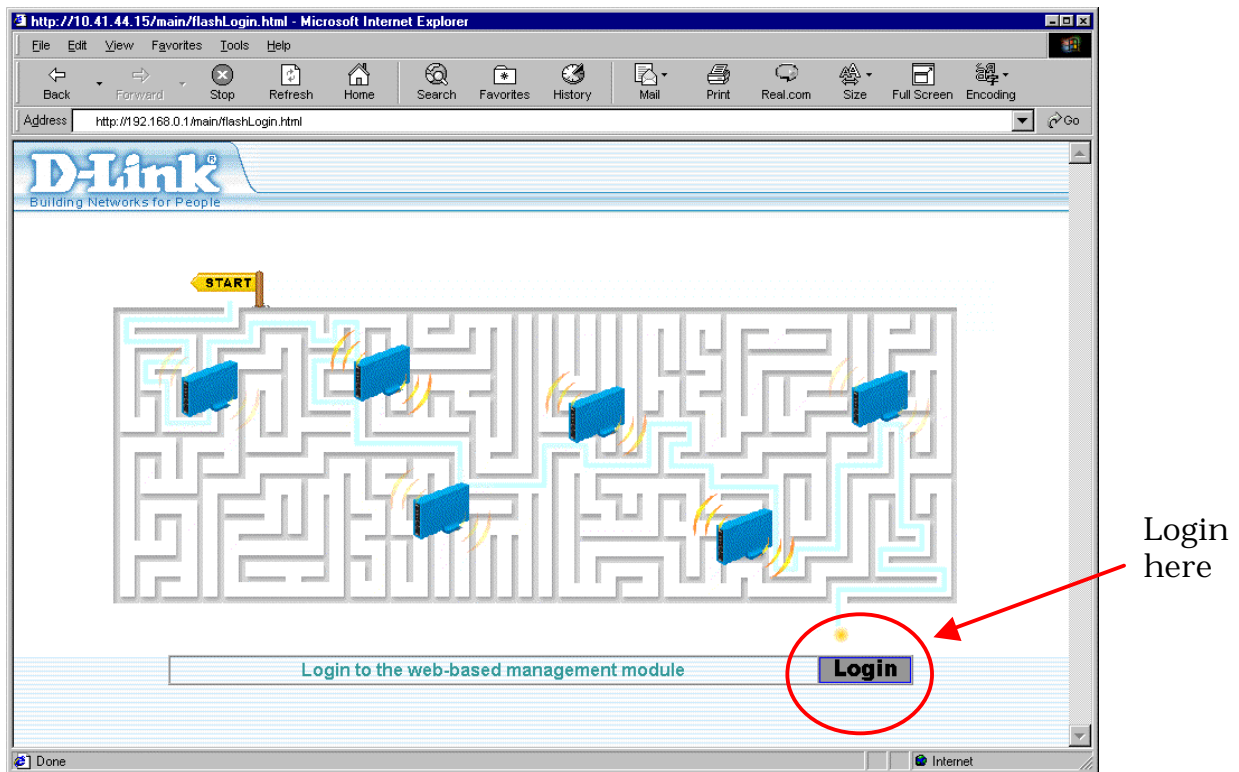 http://10.41.44.15/main/flashLogin.html - Microsoft Internet Explorer
File Edit View Favorites Tools Help
Back Forward Stop Refresh Home Search Favorites History Mail Print Real.com Size Full Screen Encoding
Address http://192.168.0.1/main/flashLogin.html Go
D-Link®
Building Networks for People
START
Login
here
Login to the web-based management module Login
Done Internet